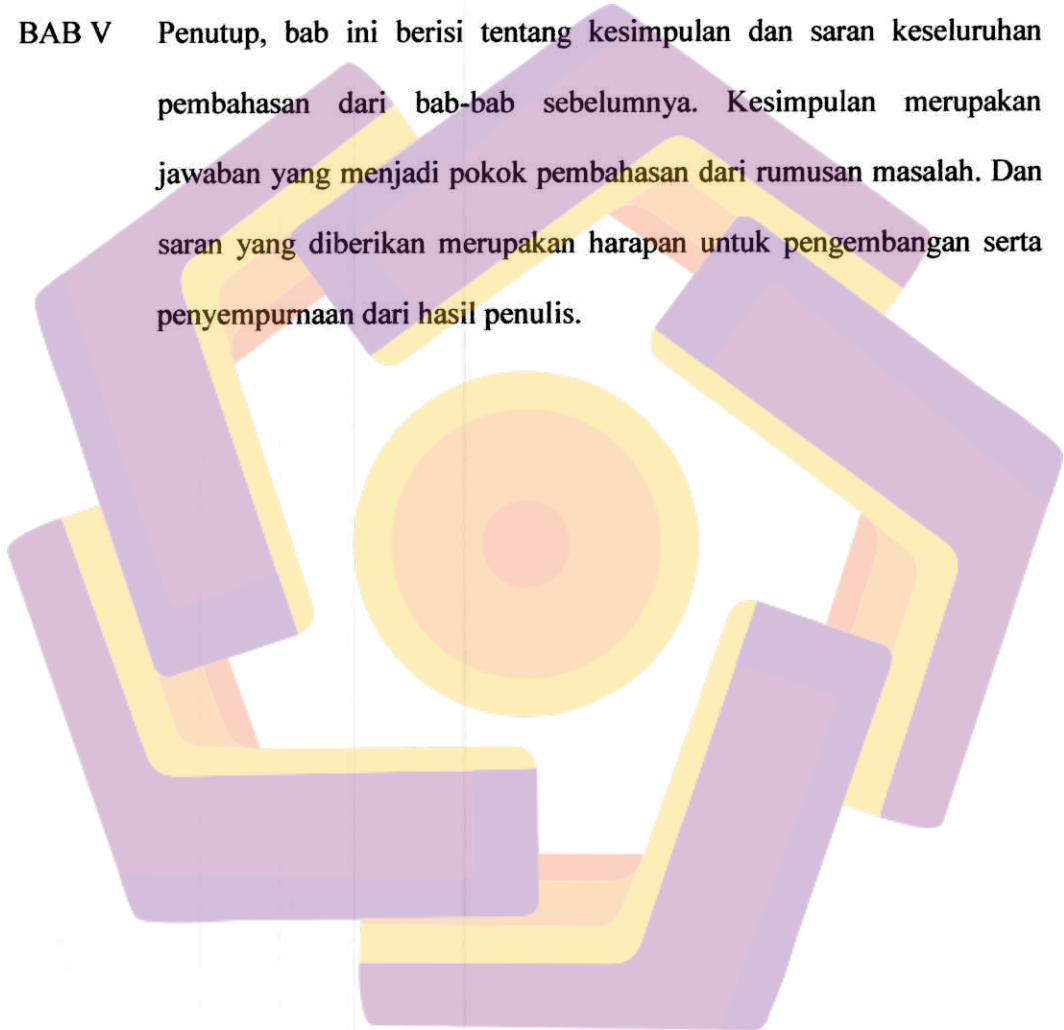 BAB V Penutup, bab ini berisi tentang kesimpulan dan saran keseluruhan
pembahasan dari bab-bab sebelumnya. Kesimpulan merupakan
jawaban yang menjadi pokok pembahasan dari rumusan masalah. Dan
saran yang diberikan merupakan harapan untuk pengembangan serta
penyempurnaan dari hasil penulis.